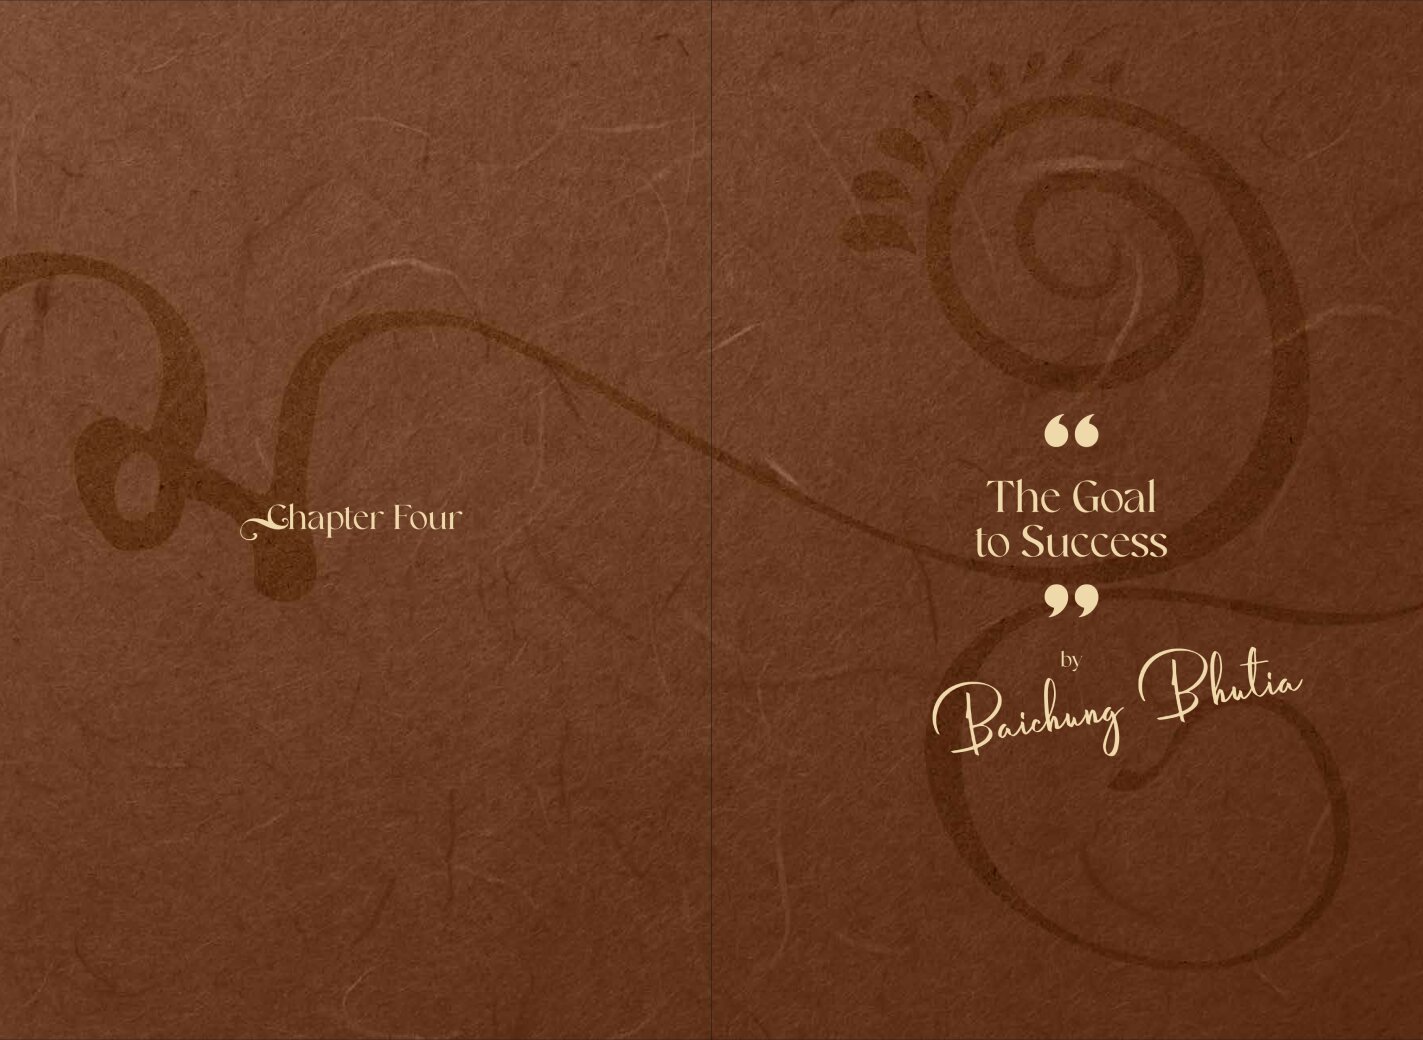 Chapter Four
“
The Goal
to Success
”
by
Baichung Bhutia